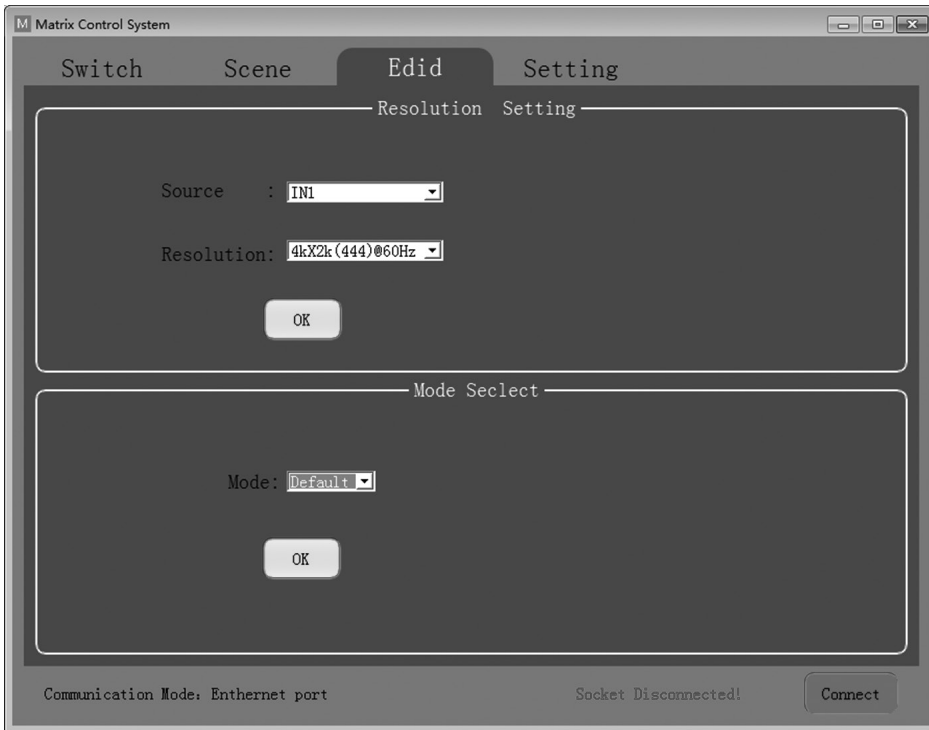 M Matrix Control System
Switch Scene Edid Setting
Resolution Setting
Source : IN1
Resolution: 4kX2k(444)@60Hz
OK
Mode Seclect
Mode: Default
OK
Communication Mode: Enthernet port Socket Disconnected! Connect